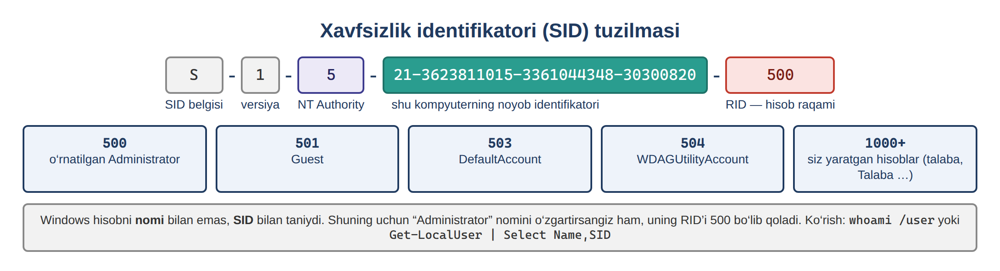 Xavfsizlik identifikatori (SID) tuzilmasi
S - 1 - 5 - 21-3623811015-3361044348-30300820 - 500
SID belgisi versiya NT Authority shu kompyuterning noyob identifikatori RID — hisob raqami
500
o‘rnatilgan Administrator
501
Guest
503
DefaultAccount
504
WDAGUtilityAccount
1000+
siz yaratgan hisoblar (talaba,
Talaba …)
Windows hisobni nomi bilan emas, SID bilan taniydi. Shuning uchun “Administrator” nomini o‘zgartirsangiz ham, uning RID’i 500 bo‘lib qoladi. Ko‘rish: whoami /user yoki
Get-LocalUser | Select Name,SID